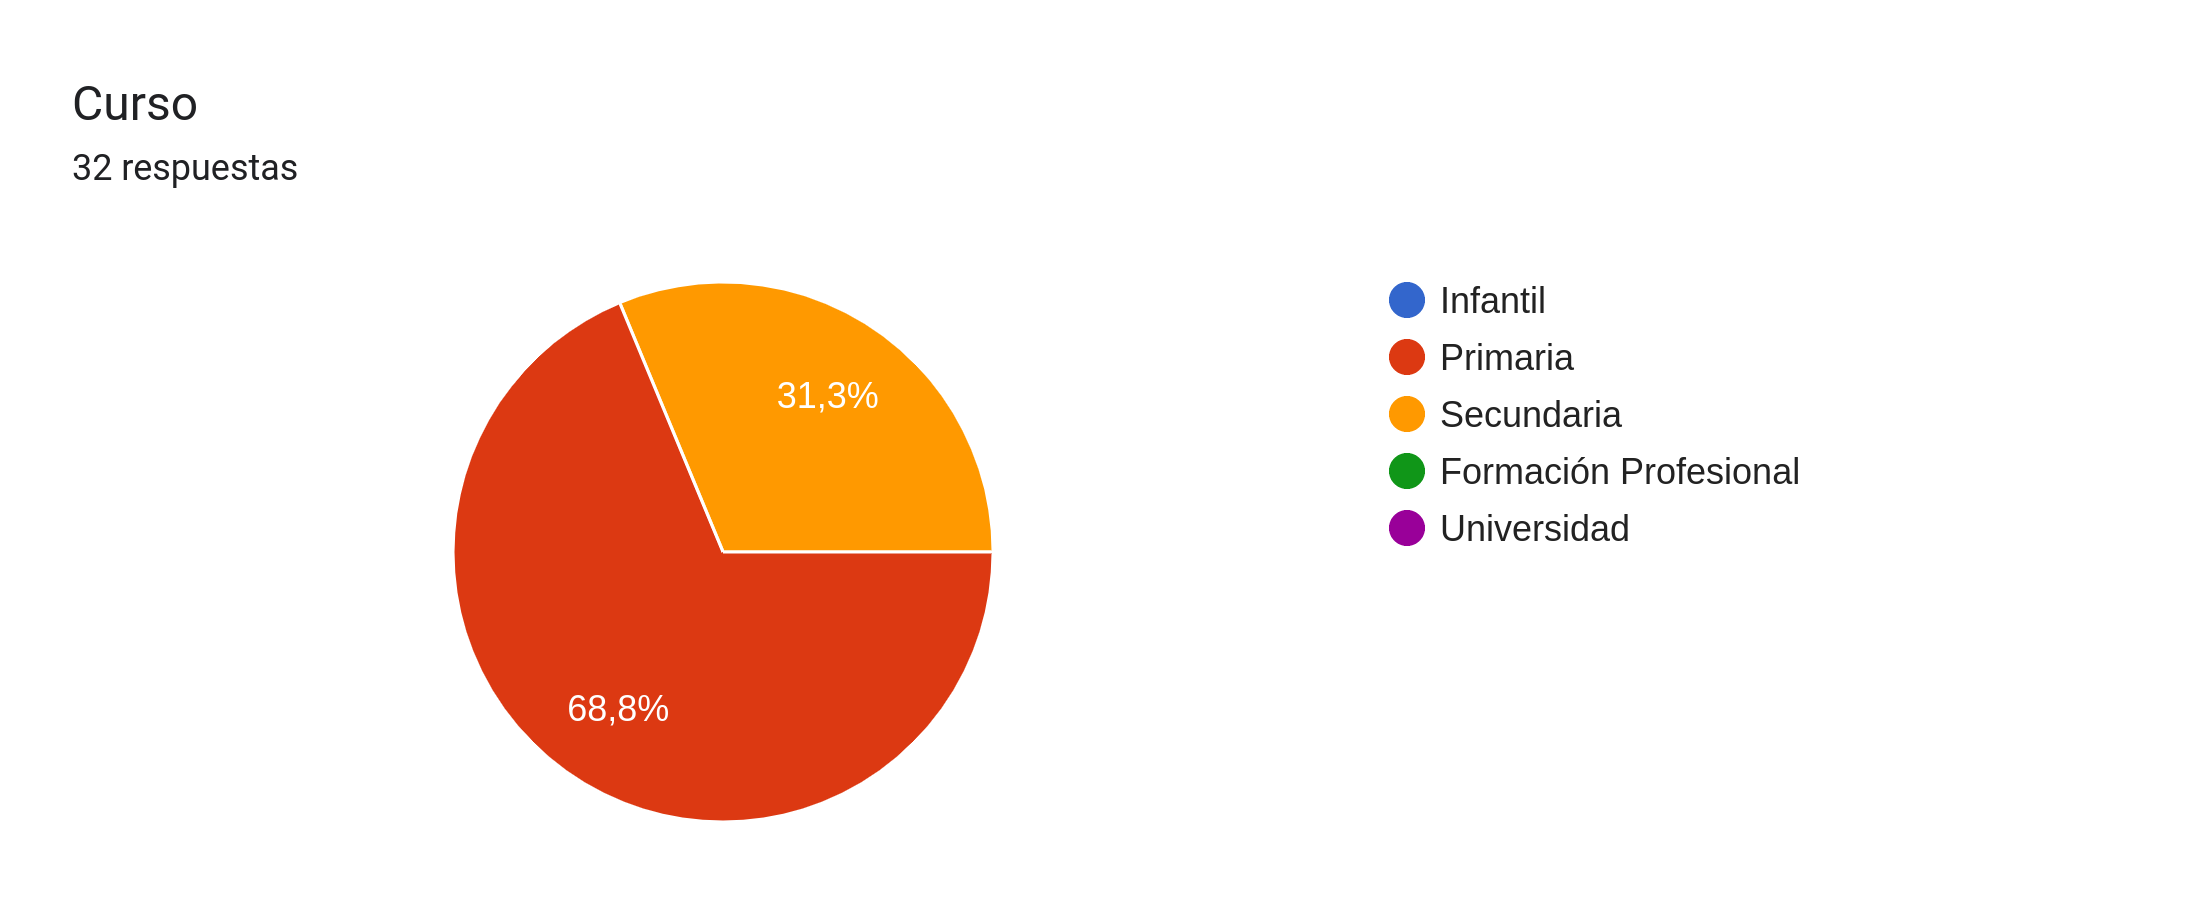 Curso
32 respuestas
31,3%
68,8%
Infantil
Primaria
Secundaria
Formación Profesional
Universidad